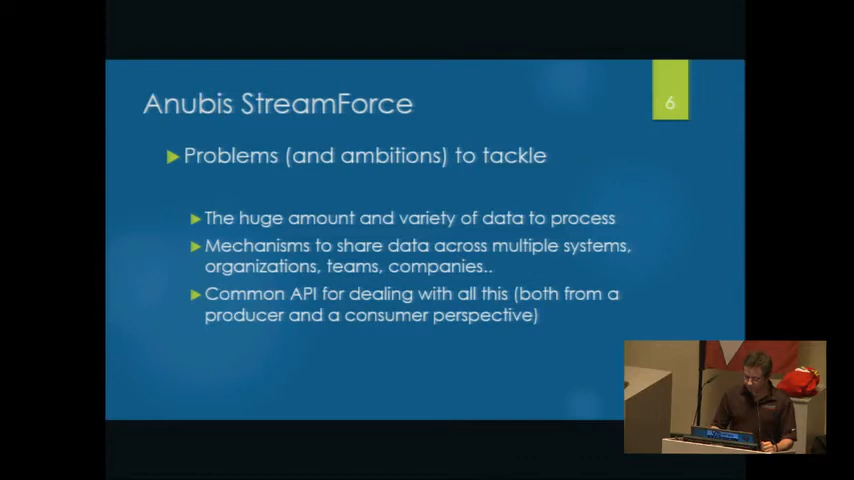 Anubis StreamForce
6
Problems (and ambitions) to tackle
The huge amount and variety of data to process
Mechanisms to share data across multiple systems,
organizations, teams, companies..
Common API for dealing with all this (both from a
producer and a consumer perspective)